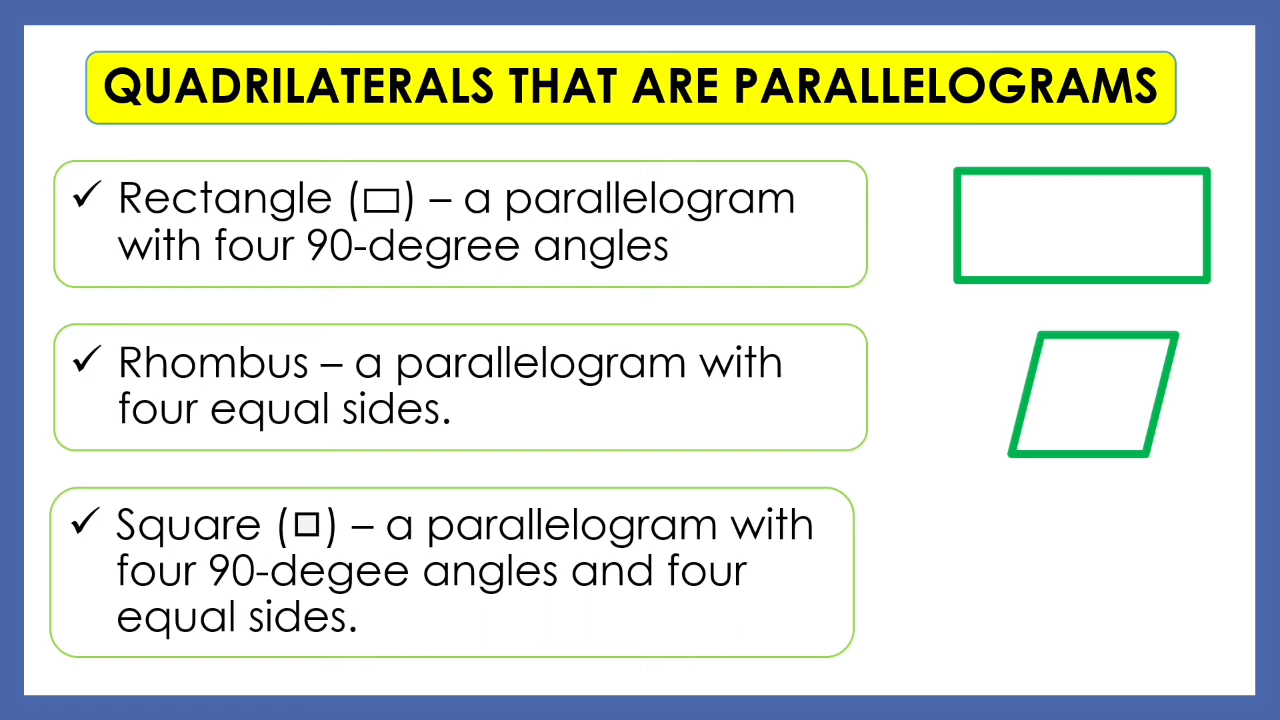 QUADRILATERALS THAT ARE PARALLELOGRAMS
✓ Rectangle (▭) – a parallelogram
with four 90-degree angles
✓ Rhombus – a parallelogram with
four equal sides.
✓ Square (□) – a parallelogram with
four 90-degee angles and four
equal sides.